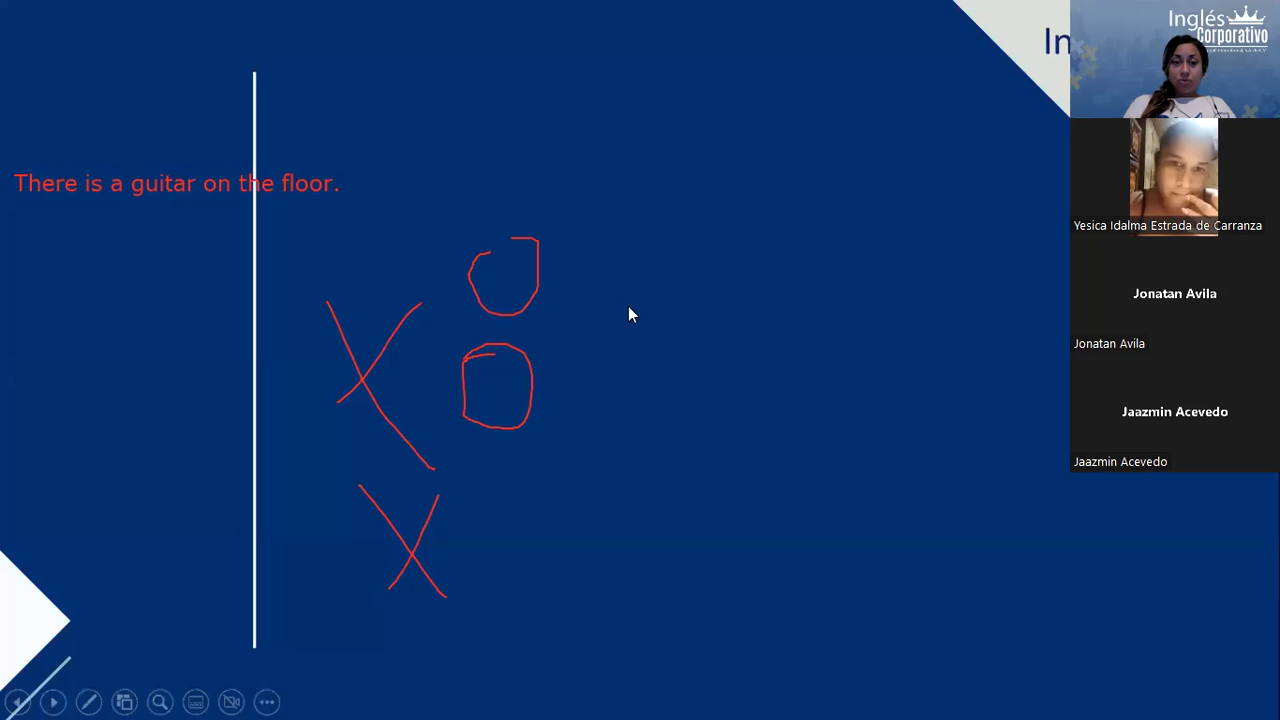 In
Inglés
Corporativo
There is a guitar on the floor.
X
X
Yesica Idalma Estrada de Carranza
Jonatan Avila
Jonatan Avila
Jaazmin Acevedo
Jaazmin Acevedo